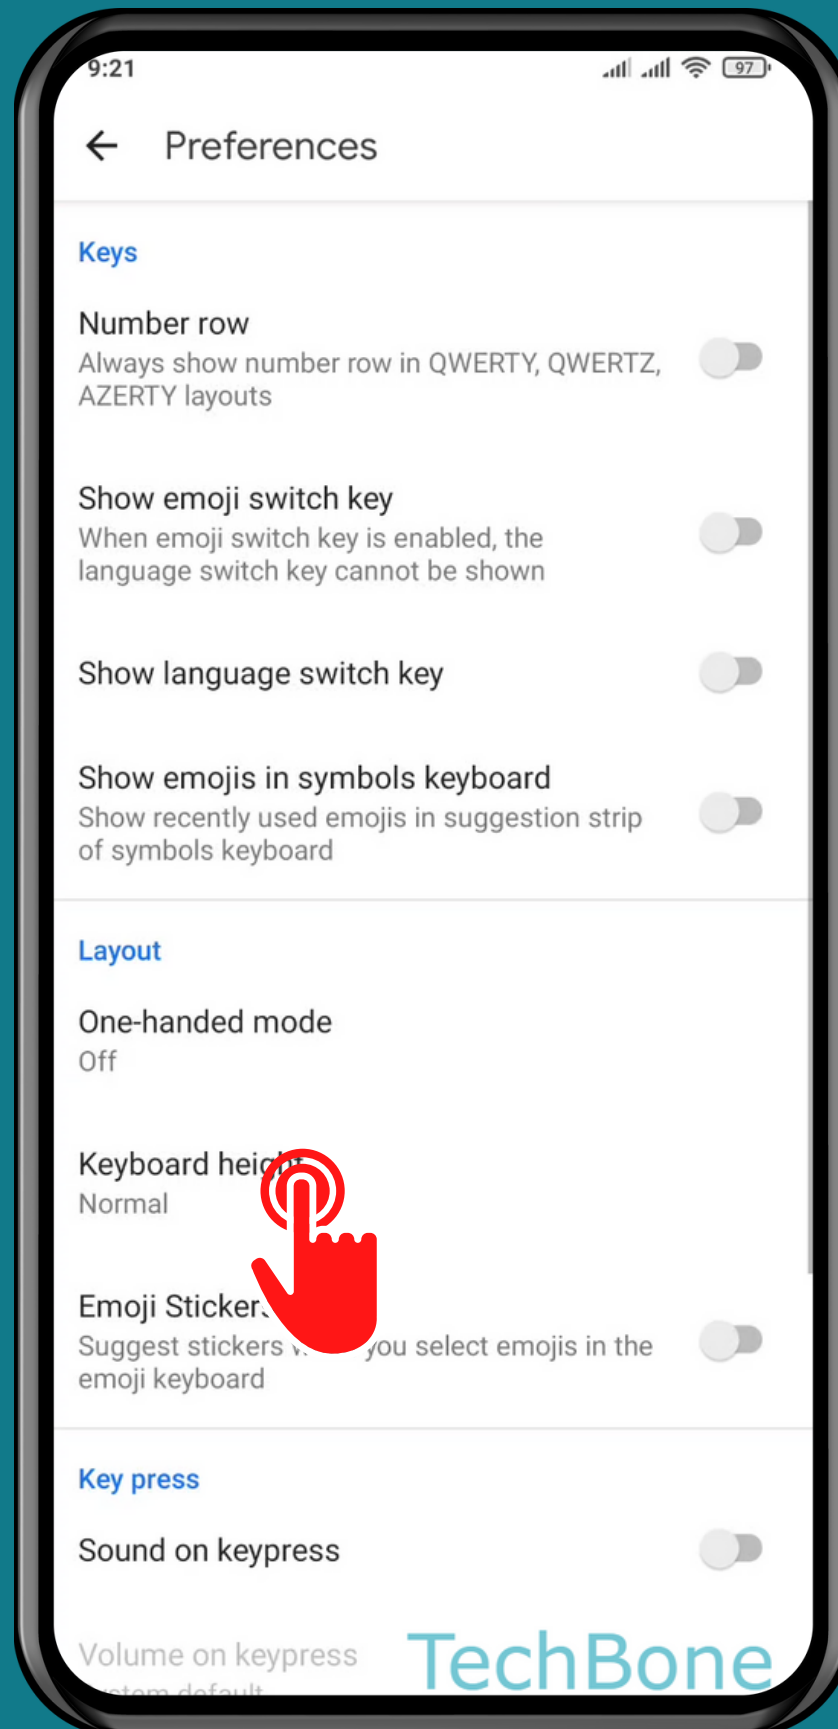 9:21
97
Preferences
Keys
Number row
Always show number row in QWERTY, QWERTZ,
AZERTY layouts
Show emoji switch key
When emoji switch key is enabled, the
language switch key cannot be shown
Show language switch key
Show emojis in symbols keyboard
Show recently used emojis in suggestion strip
of symbols keyboard
Layout
One-handed mode
Off
Keyboard height
Normal
Emoji Stickers
Suggest stickers you select emojis in the
emoji keyboard
Key press
Sound on keypress
Volume on keypress
System default
TechBone